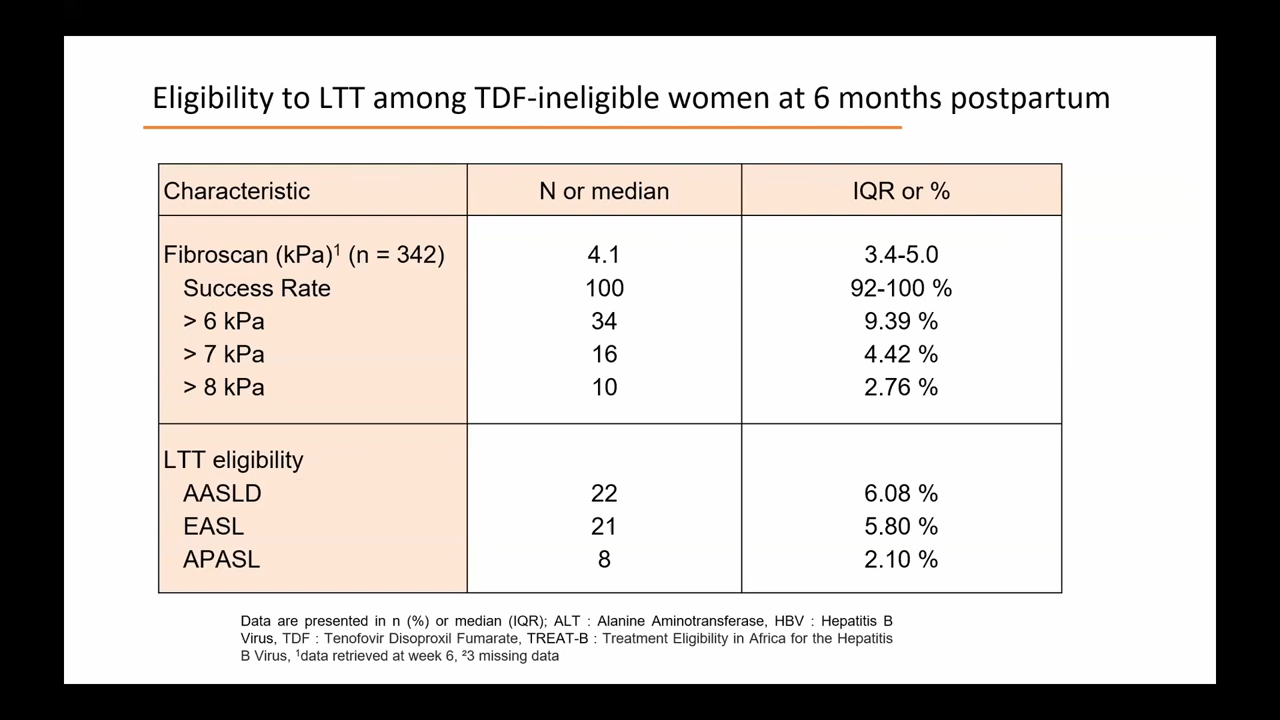 Eligibility to LTT among TDF-ineligible women at 6 months postpartum
Characteristic N or median IQR or %
Fibroscan (kPa)¹ (n = 342) 4.1 3.4-5.0
Success Rate 100 92-100 %
> 6 kPa 34 9.39 %
> 7 kPa 16 4.42 %
> 8 kPa 10 2.76 %
LTT eligibility
AASLD 22 6.08 %
EASL 21 5.80 %
APASL 8 2.10 %
Data are presented in n (%) or median (IQR); ALT : Alanine Aminotransferase, HBV : Hepatitis B
Virus, TDF : Tenofovir Disoproxil Fumarate, TREAT-B : Treatment Eligibility in Africa for the Hepatitis
B Virus, ¹data retrieved at week 6, ²3 missing data